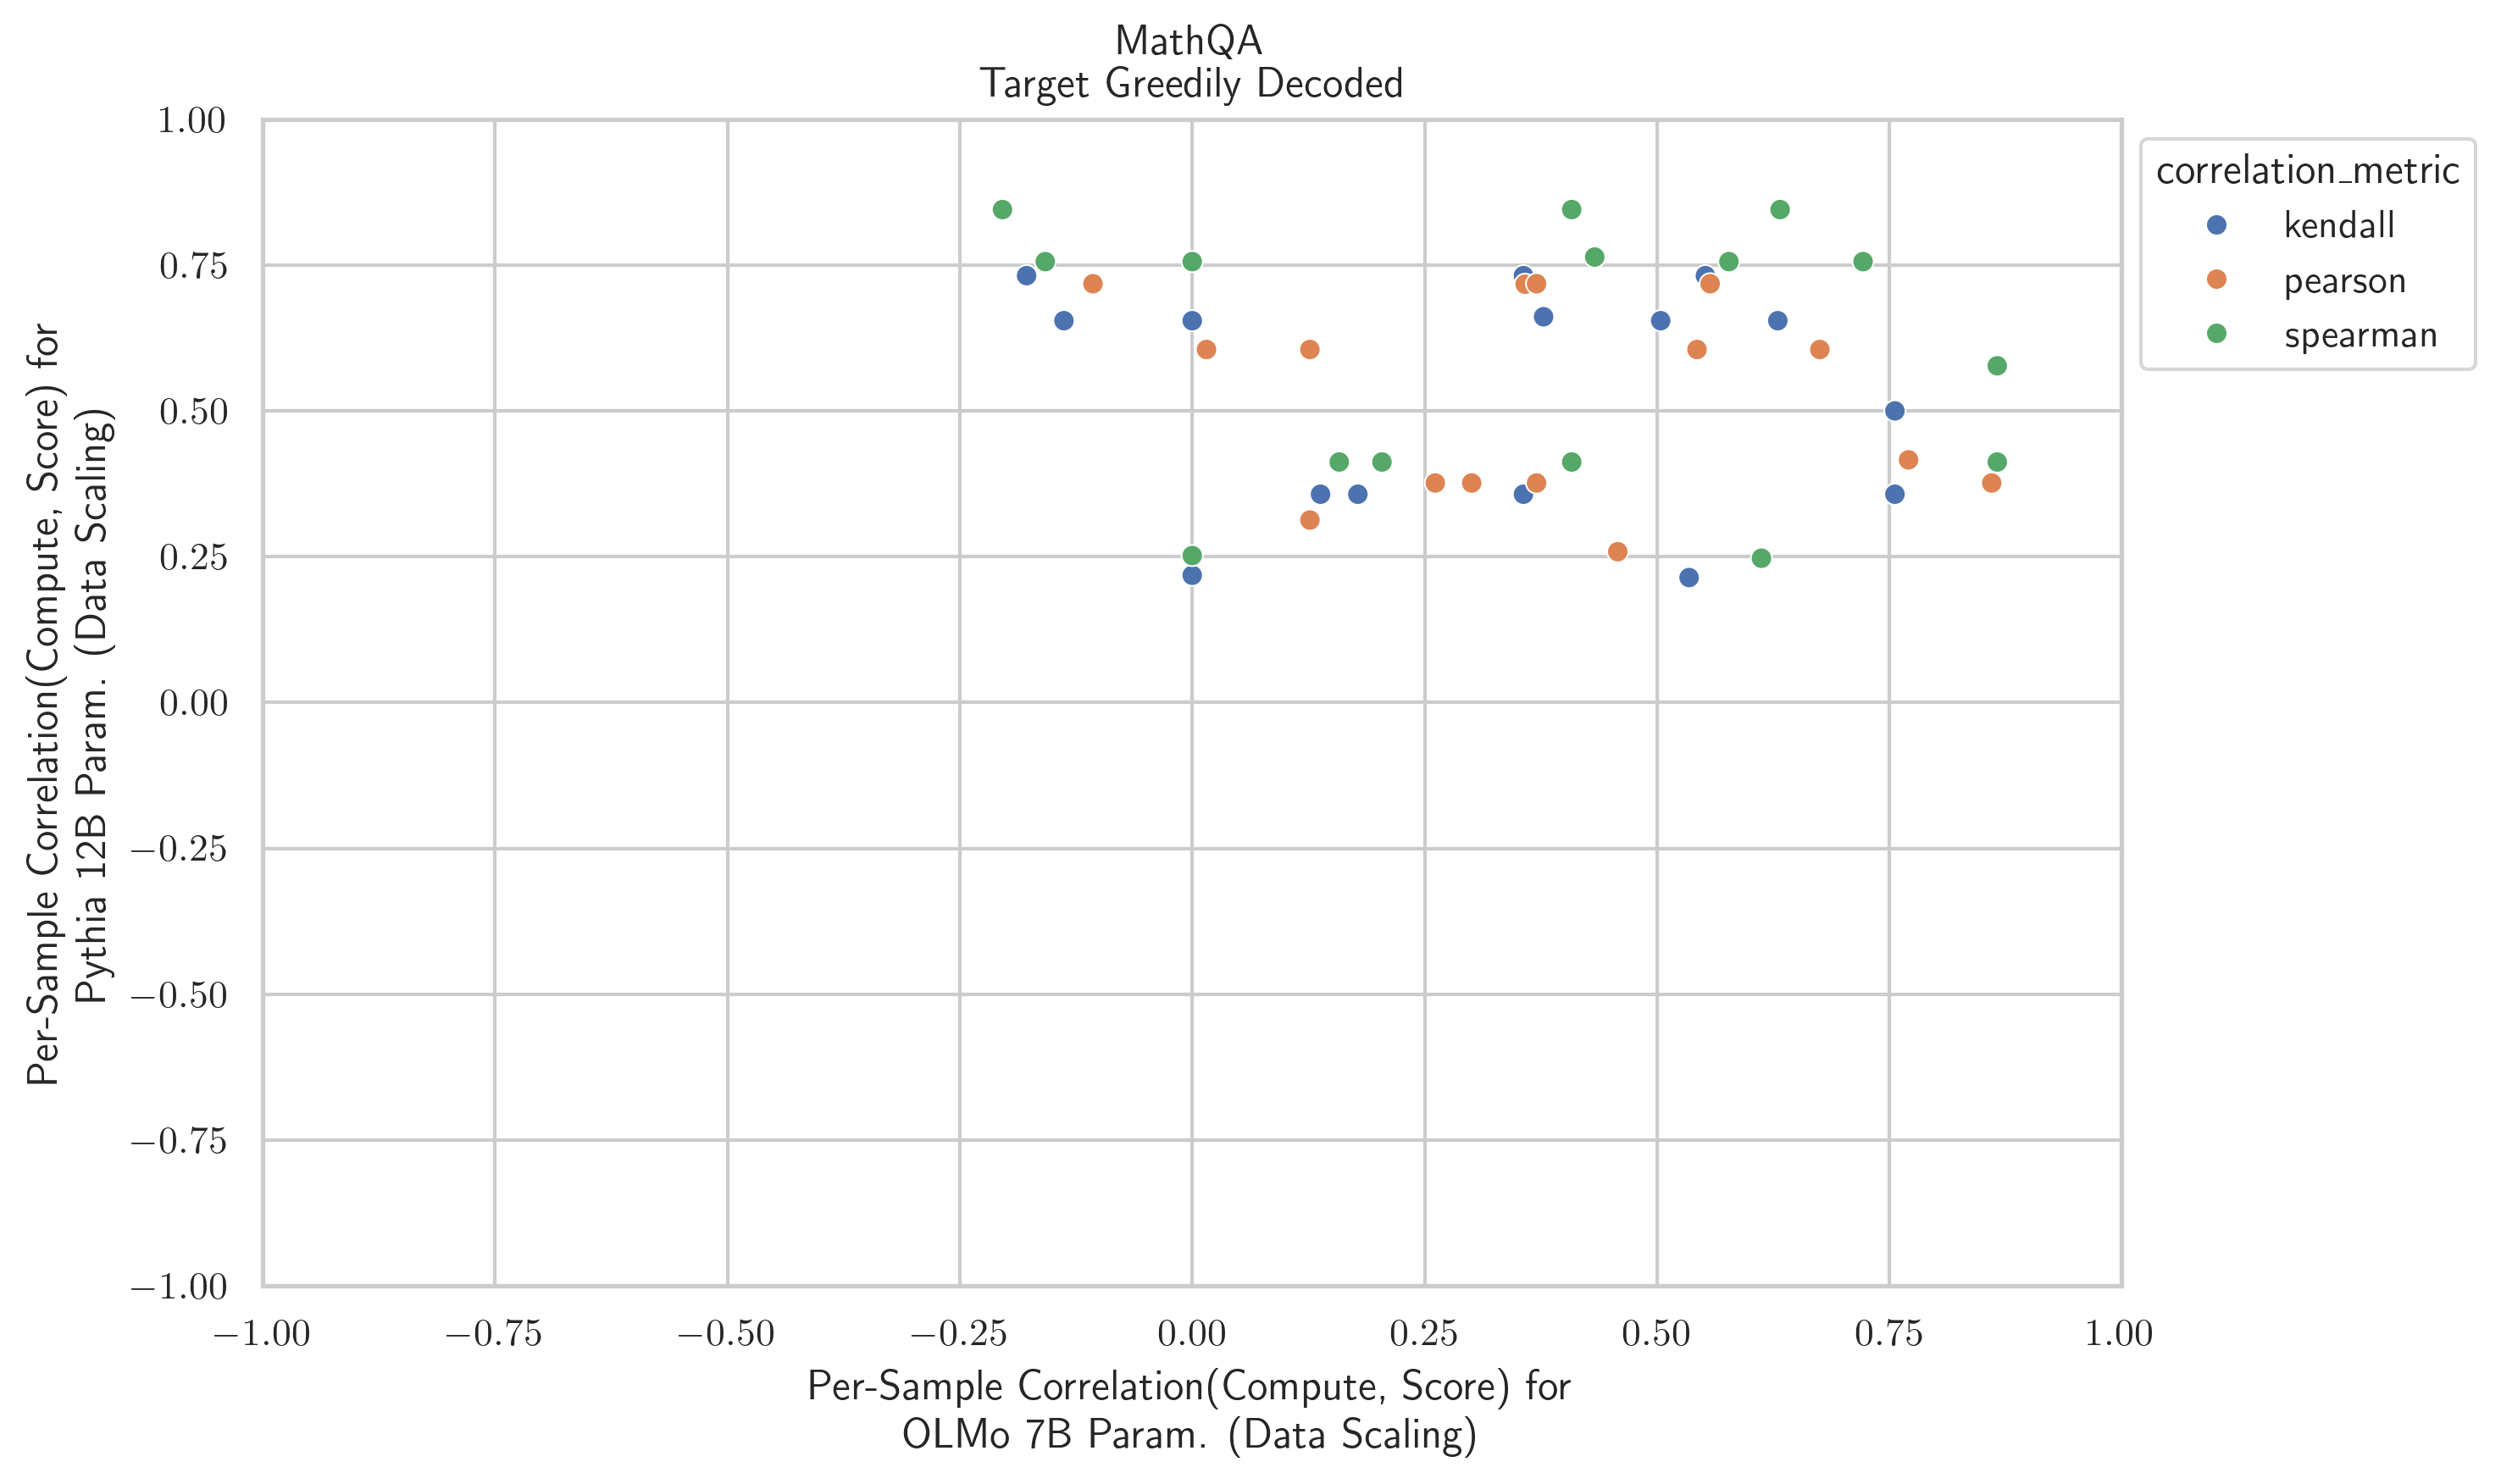 MathQA
Target Greedily Decoded
Per-Sample Correlation(Compute, Score) for
Pythia 12B Param. (Data Scaling)
1.00
0.75
0.50
0.25
0.00
−0.25
−0.50
−0.75
−1.00
−1.00 −0.75 −0.50 −0.25 0.00 0.25 0.50 0.75 1.00
Per-Sample Correlation(Compute, Score) for
OLMo 7B Param. (Data Scaling)
correlation_metric
kendall
pearson
spearman